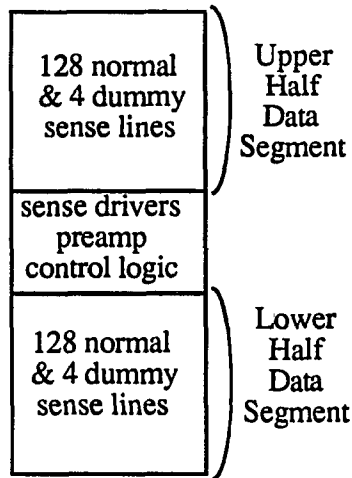 128 normal
& 4 dummy
sense lines
Upper
Half
Data
Segment
sense drivers
preamp
control logic
128 normal
& 4 dummy
sense lines
Lower
Half
Data
Segment